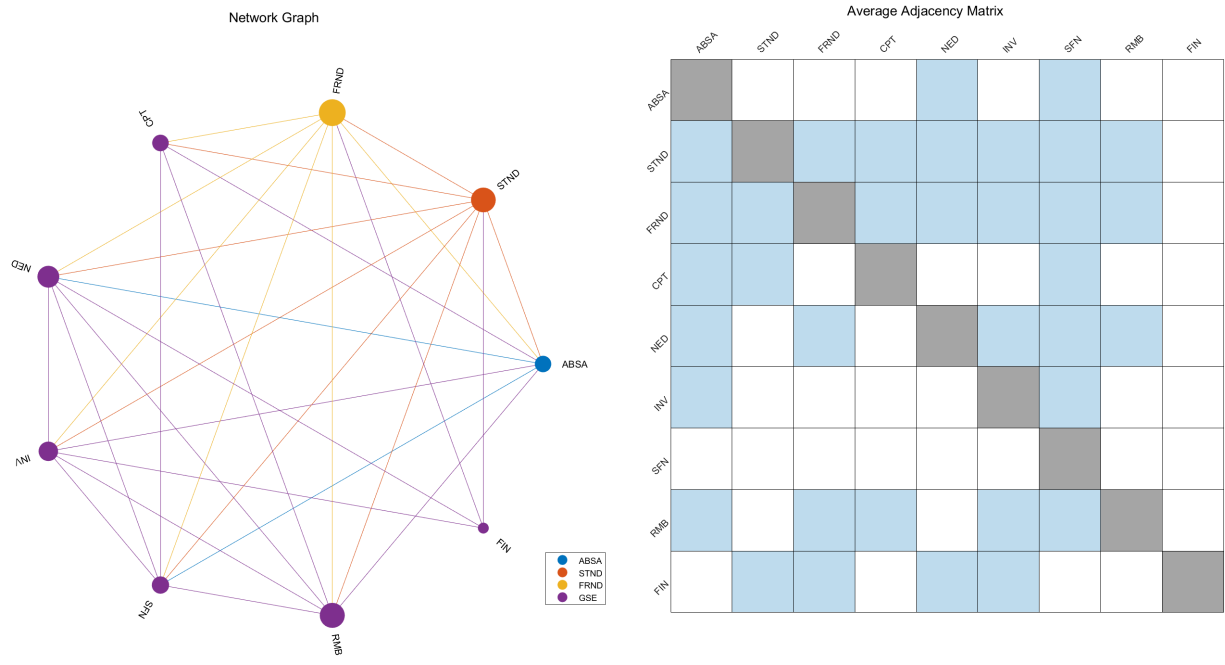 Network Graph
FRND
CPT
STND
NED
ABSA
INV
FIN
SFN
RMB
ABSA
STND
FRND
GSE
Average Adjacency Matrix
ABSA
STND
FRND
CPT
NED
INV
SFN
RMB
FIN
ABSA
STND
FRND
CPT
NED
INV
SFN
RMB
FIN